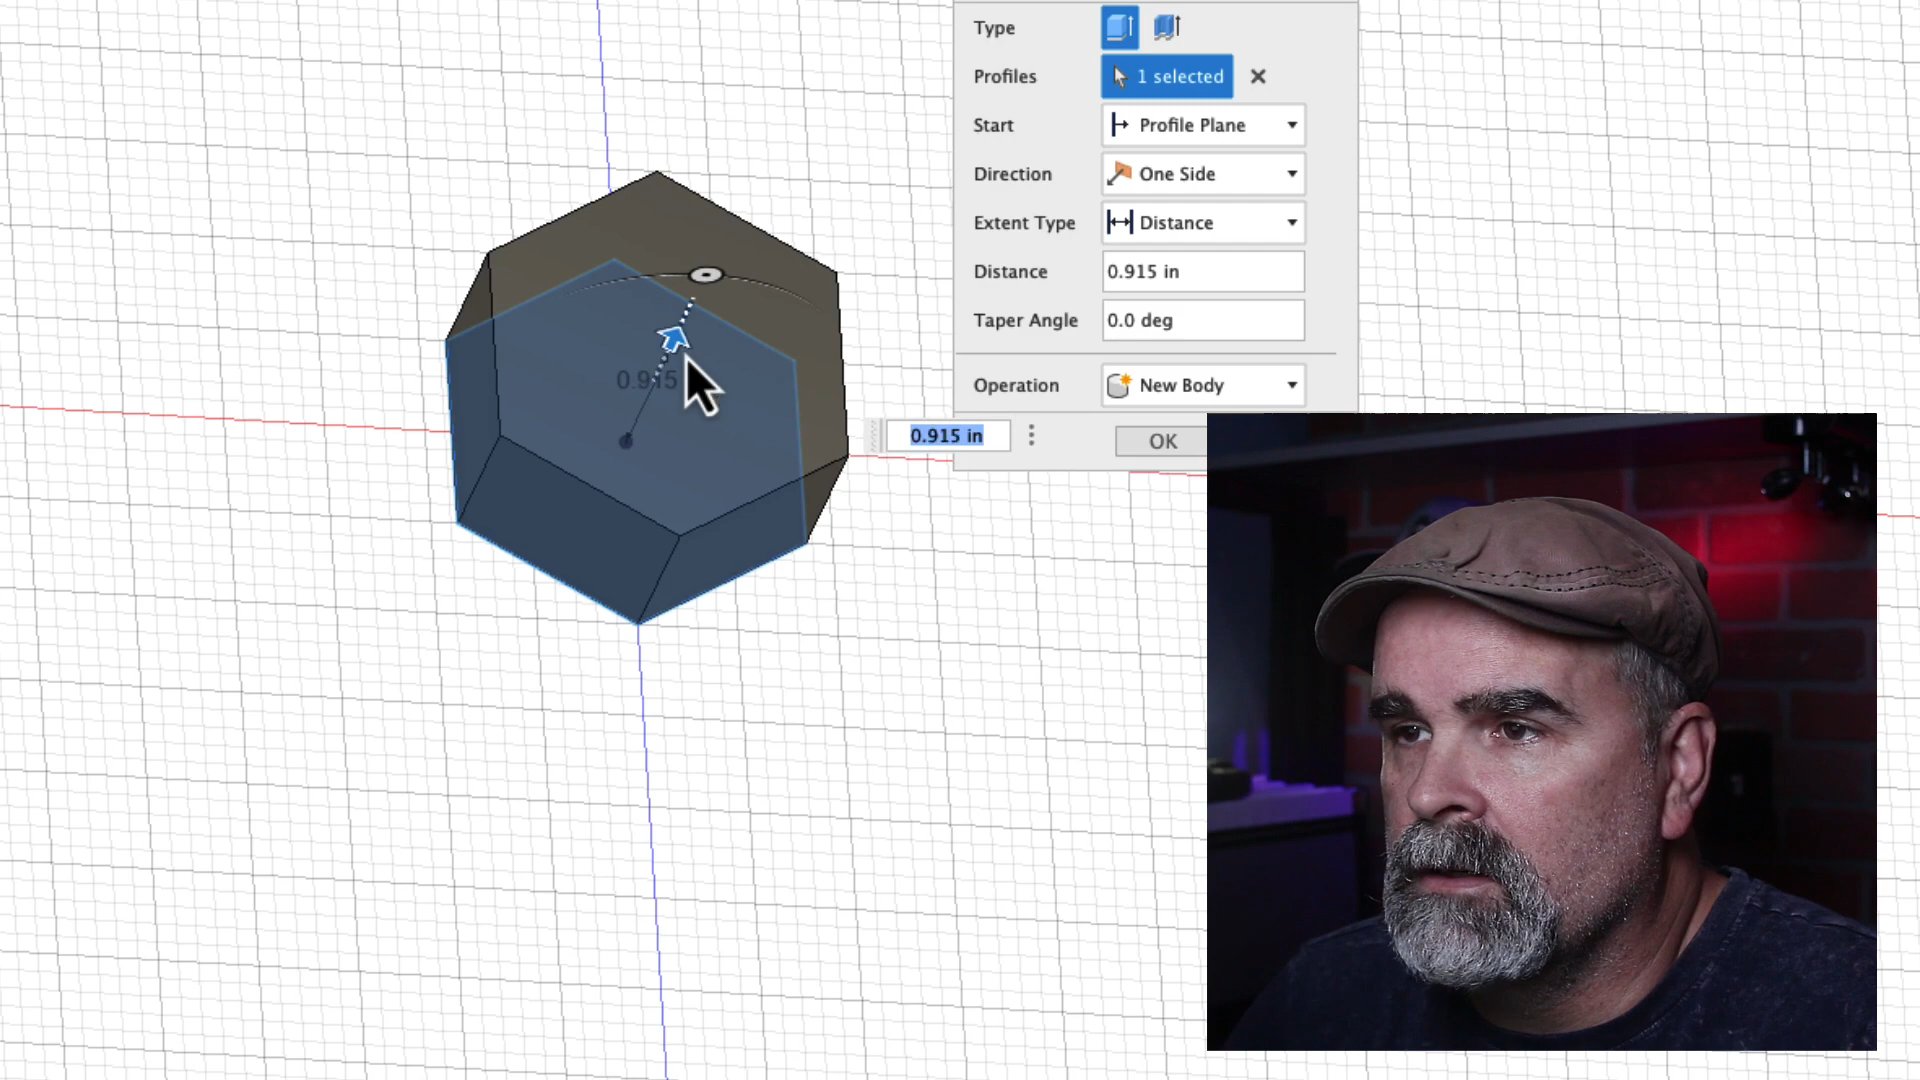 Type
Profiles 1 selected
Start Profile Plane
Direction One Side
Extent Type Distance
Distance 0.915 in
Taper Angle 0.0 deg
Operation New Body
0.915
0.915 in
OK